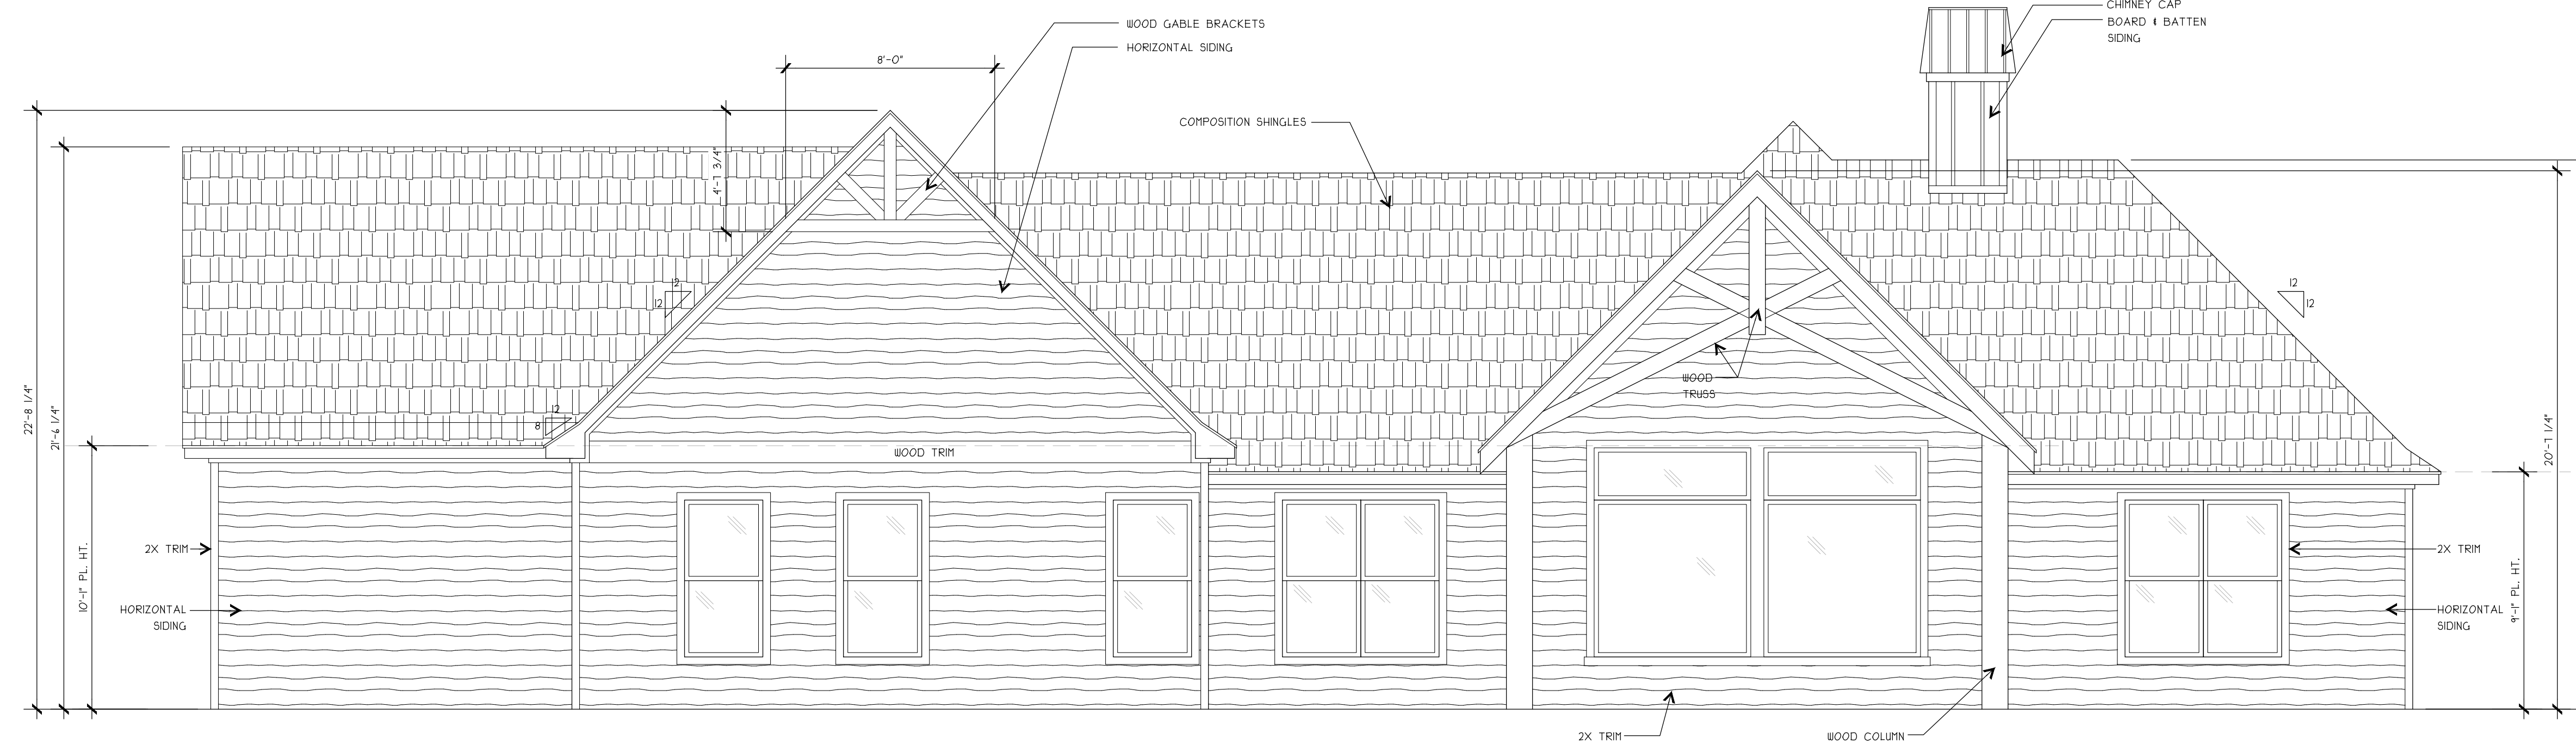 CHIMNEY CAP
BOARD & BATTEN
SIDING
WOOD GABLE BRACKETS
HORIZONTAL SIDING
8'-0"
COMPOSITION SHINGLES
4'-7 3/4"
12
12
12
12
12
8
22'-8 1/4"
21'-6 1/4"
20'-7 1/4"
WOOD
TRUSS
WOOD TRIM
2X TRIM
10'-1" PL. HT.
HORIZONTAL
SIDING
2X TRIM
9'-1" PL. HT.
HORIZONTAL
SIDING
2X TRIM
WOOD COLUMN